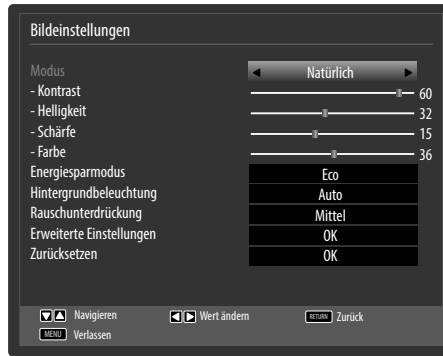 Bildeinstellungen
Modus Natürlich
- Kontrast 60
- Helligkeit 32
- Schärfe 15
- Farbe 36
Energiesparmodus Eco
Hintergrundbeleuchtung Auto
Rauschunterdrückung Mittel
Erweiterte Einstellungen OK
Zurücksetzen OK
Navigieren Wert ändern RETURN Zurück
MENU Verlassen